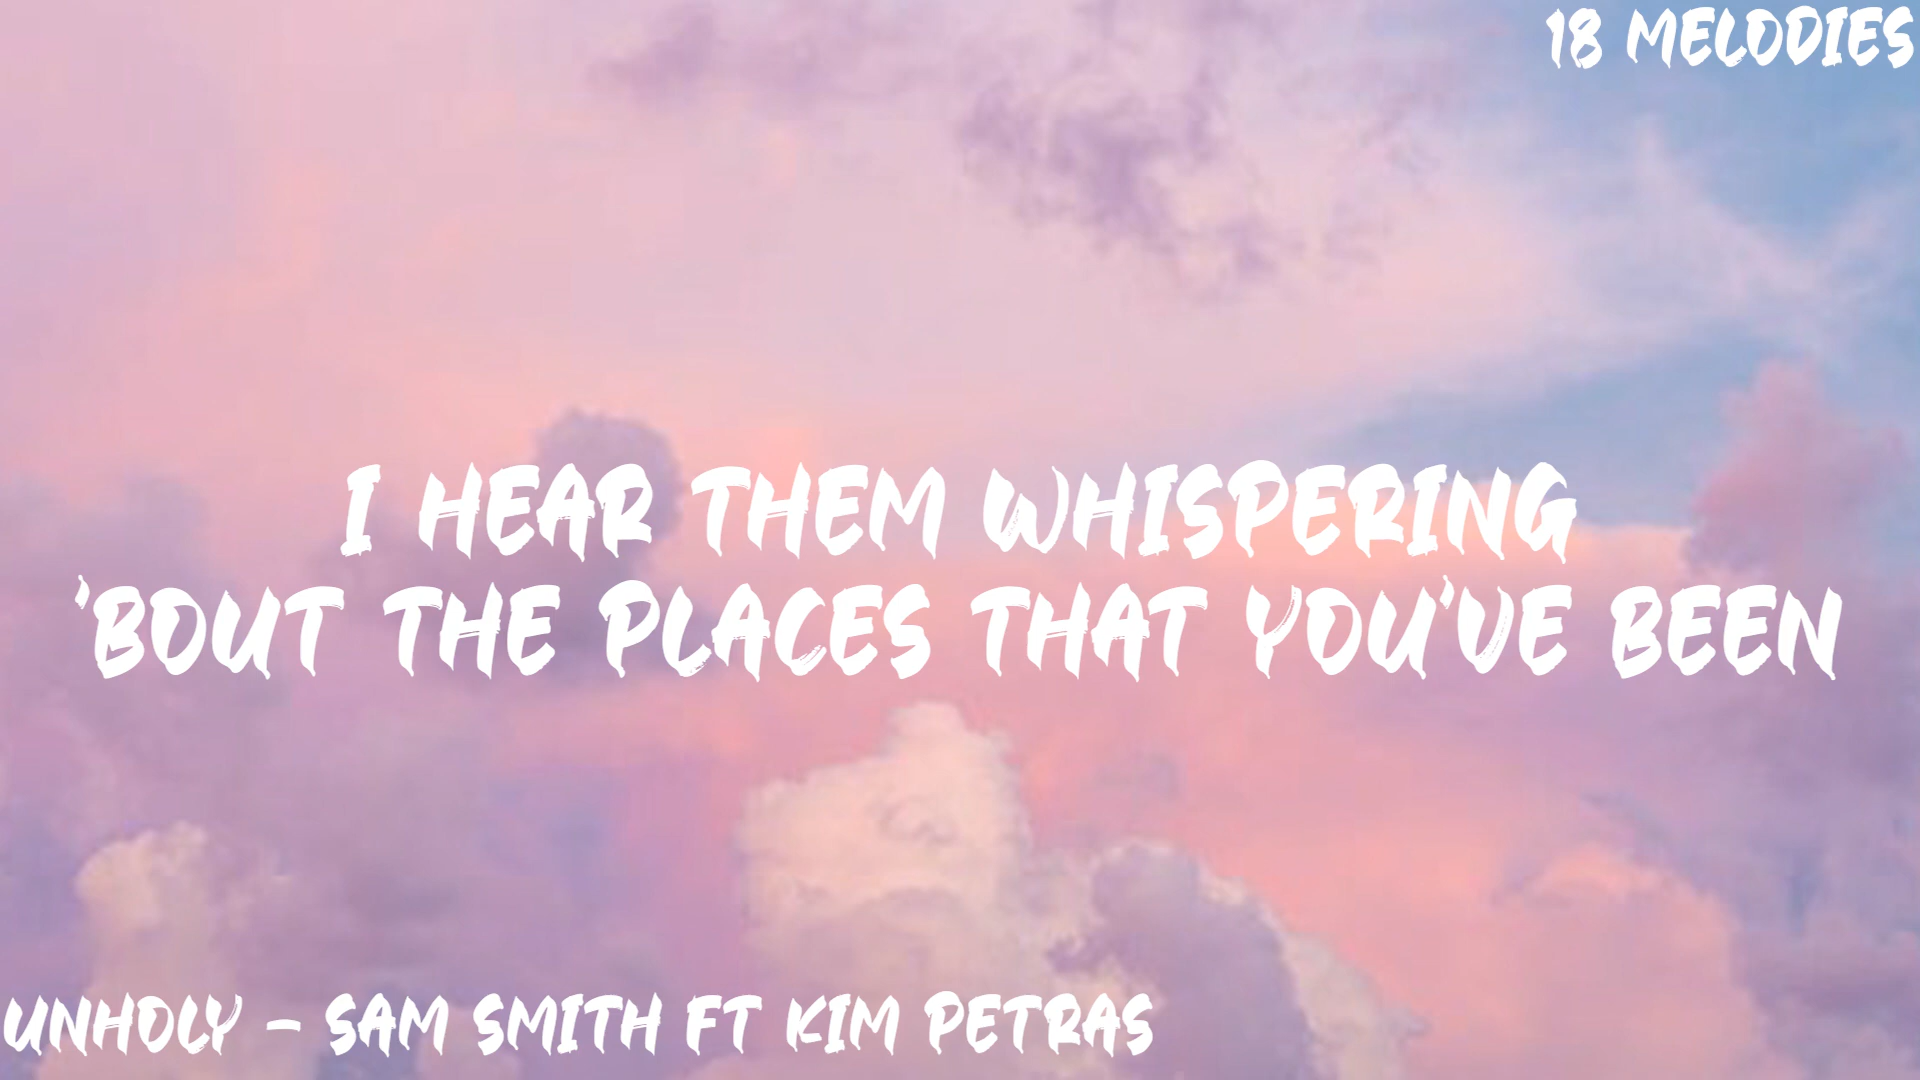 18 MELODIES
I HEAR THEM WHISPERING
'BOUT THE PLACES THAT YOU'VE BEEN
UNHOLY - SAM SMITH FT KIM PETRAS